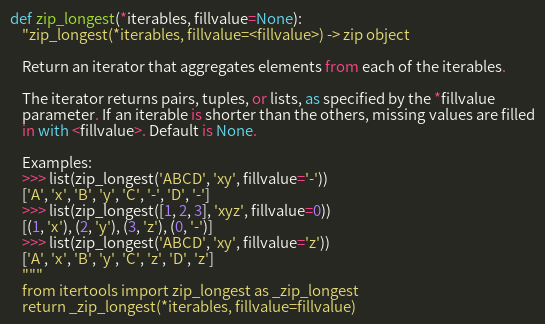 def zip_longest(*iterables, fillvalue=None):
"zip_longest(*iterables, fillvalue=<fillvalue>) -> zip object
Return an iterator that aggregates elements from each of the iterables.
The iterator returns pairs, tuples, or lists, as specified by the *fillvalue
parameter. If an iterable is shorter than the others, missing values are filled
in with <fillvalue>. Default is None.
Examples:
>>> list(zip_longest('ABCD', 'xy', fillvalue='-'))
['A', 'x', 'B', 'y', 'C', '-', 'D', '-']
>>> list(zip_longest([1, 2, 3], 'xyz', fillvalue=0))
[(1, 'x'), (2, 'y'), (3, 'z'), (0, '-')]
>>> list(zip_longest('ABCD', 'xy', fillvalue='z'))
['A', 'x', 'B', 'y', 'C', 'z', 'D', 'z']
"""
from itertools import zip_longest as _zip_longest
return _zip_longest(*iterables, fillvalue=fillvalue)